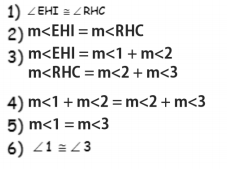 1) ∠EHI ≅ ∠RHC
2) m<EHI = m<RHC
3) m<EHI = m<1 + m<2
m<RHC = m<2 + m<3
4) m<1 + m<2 = m<2 + m<3
5) m<1 = m<3
6) ∠1 ≅ ∠3